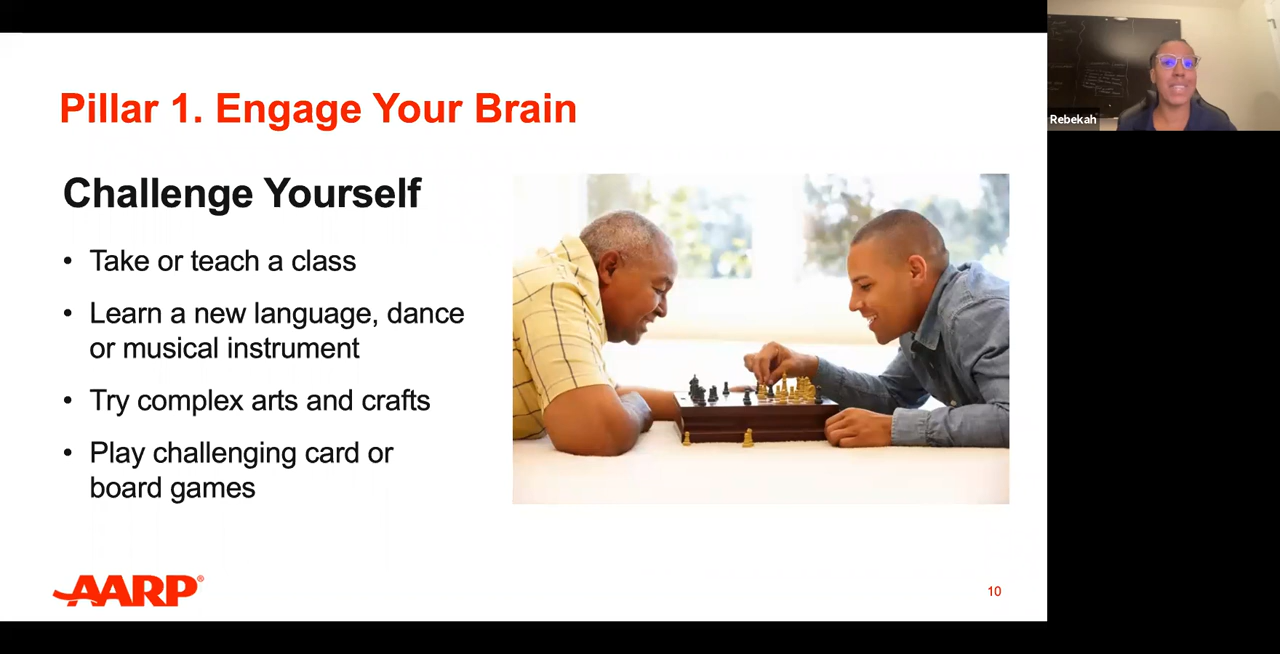 Pillar 1. Engage Your Brain
Challenge Yourself
• Take or teach a class
• Learn a new language, dance
or musical instrument
• Try complex arts and crafts
• Play challenging card or
board games
AARP®
10
Rebekah